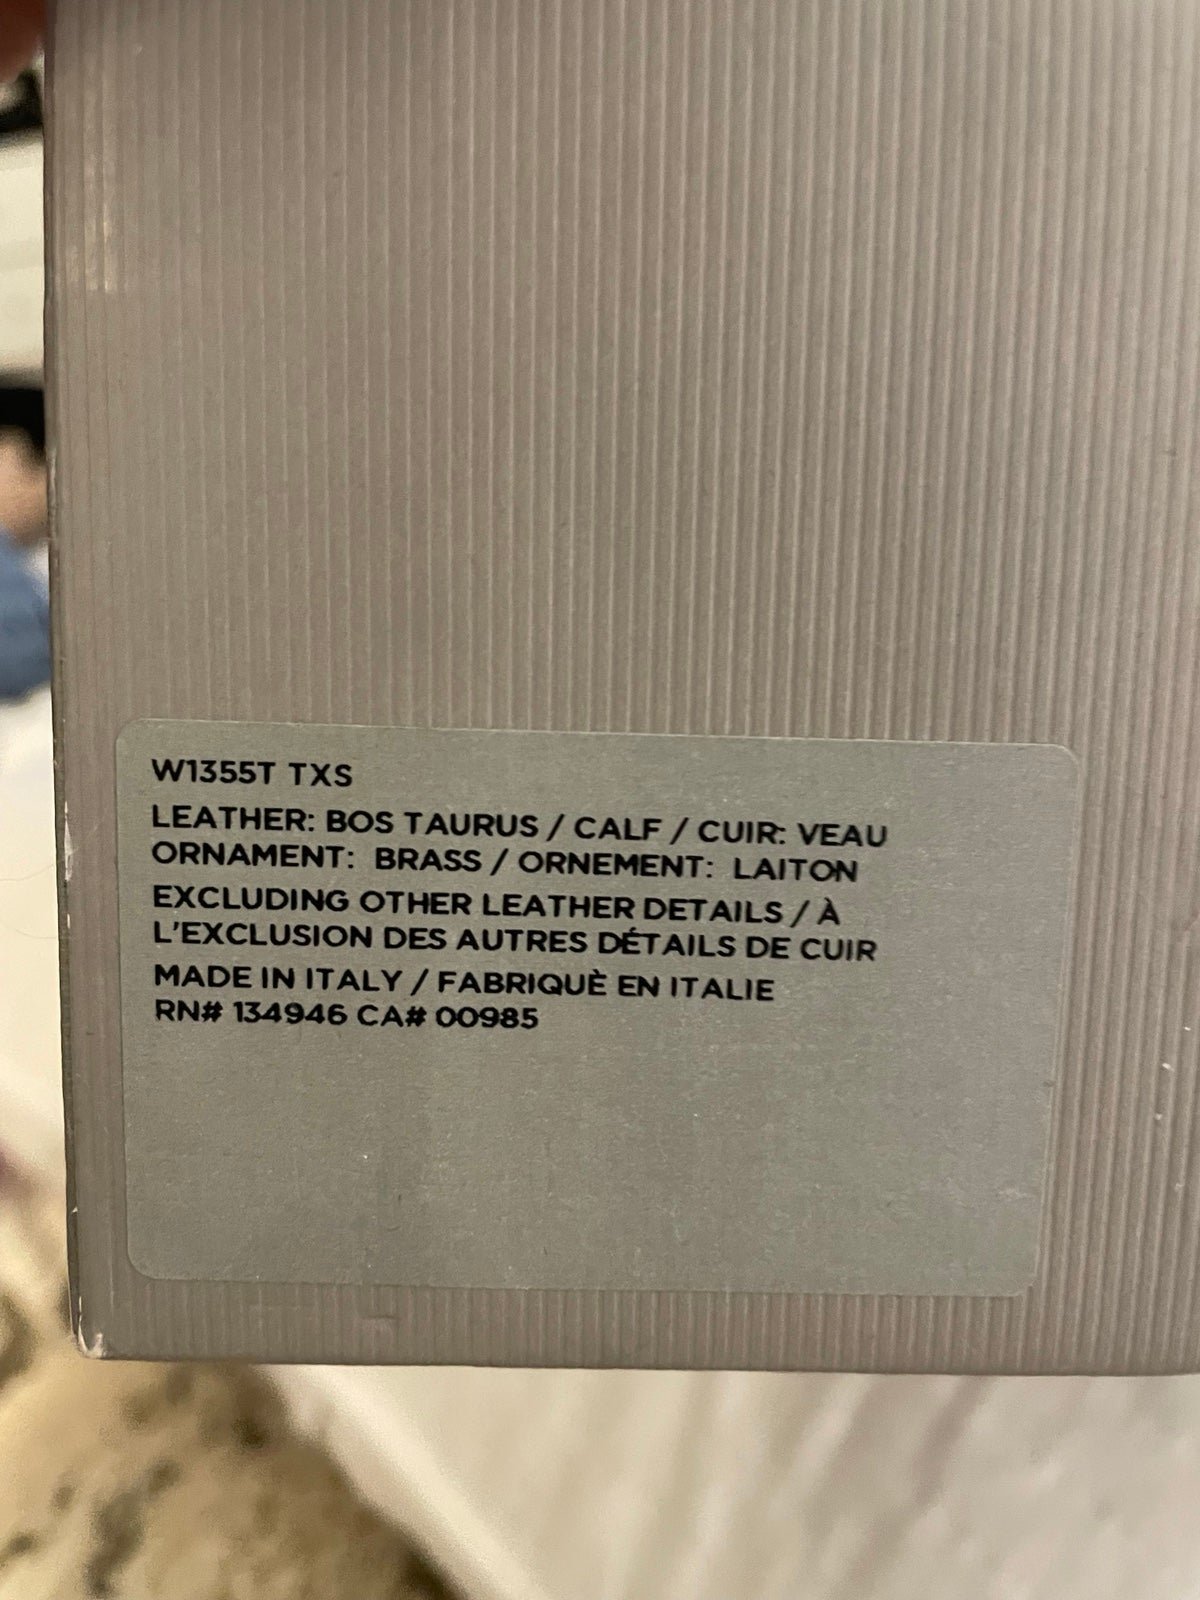 W1355T TXS
LEATHER: BOS TAURUS / CALF / CUIR: VEAU
ORNAMENT: BRASS / ORNEMENT: LAITON
EXCLUDING OTHER LEATHER DETAILS / À
L'EXCLUSION DES AUTRES DÉTAILS DE CUIR
MADE IN ITALY / FABRIQUÈ EN ITALIE
RN# 134946 CA# 00985